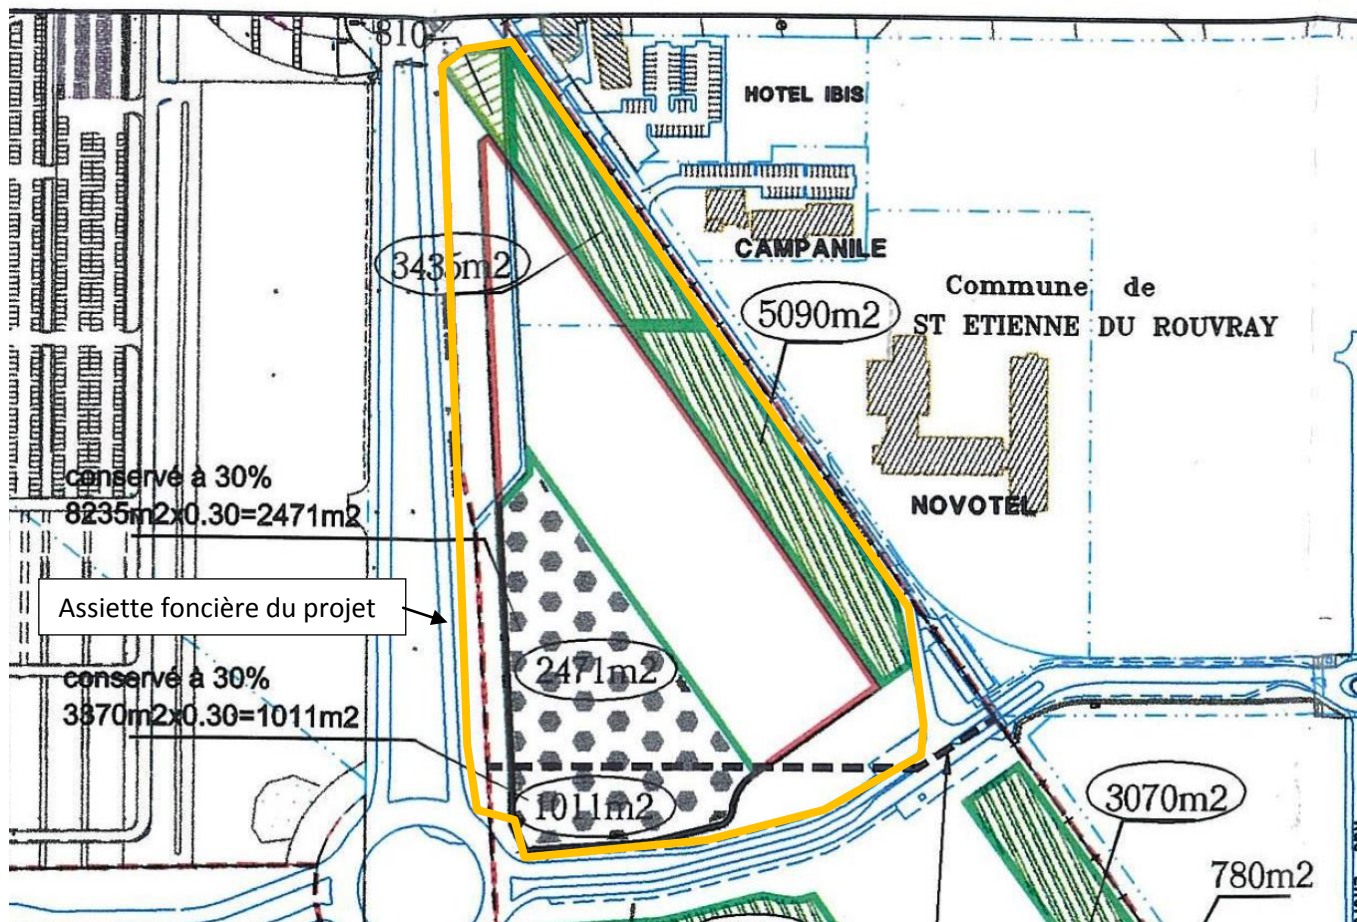 810
HOTEL IBIS
CAMPANILE
3435m2
5090m2
Commune de
ST ETIENNE DU ROUVRAY
NOVOTEL
conservé à 30%
8235m2x0.30=2471m2
Assiette foncière du projet
2471m2
conservé à 30%
3370m2x0.30=1011m2
1011m2
3070m2
780m2